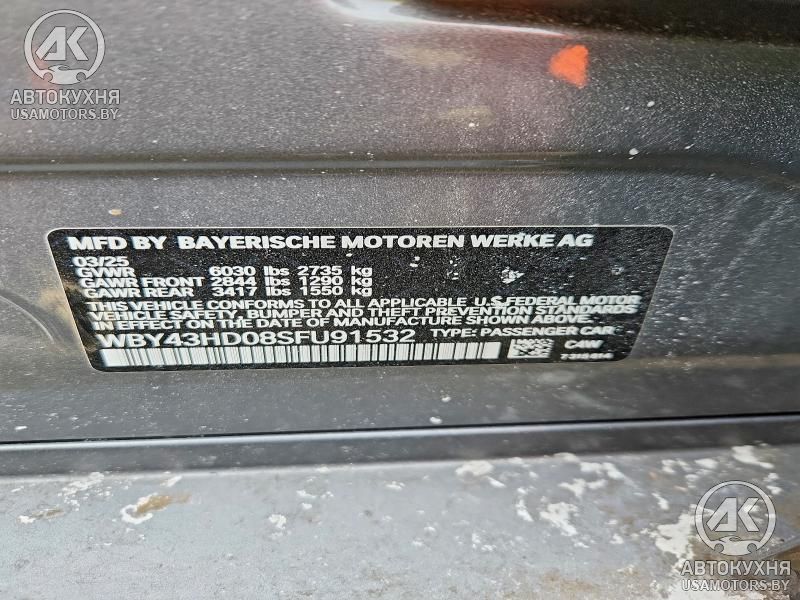 AK
АВТОКУХНЯ
USAMOTORS.BY
MFD BY BAYERISCHE MOTOREN WERKE AG
03/25
GVWR 6030 lbs 2735 kg
GAWR FRONT 2844 lbs 1290 kg
GAWR REAR 3417 lbs 1550 kg
THIS VEHICLE CONFORMS TO ALL APPLICABLE U.S. FEDERAL MOTOR
VEHICLE SAFETY, BUMPER AND THEFT PREVENTION STANDARDS
IN EFFECT ON THE DATE OF MANUFACTURE SHOWN ABOVE.
WBY43HD08SFU91532 TYPE: PASSENGER CAR
C4W
AK
АВТОКУХНЯ
USAMOTORS.BY